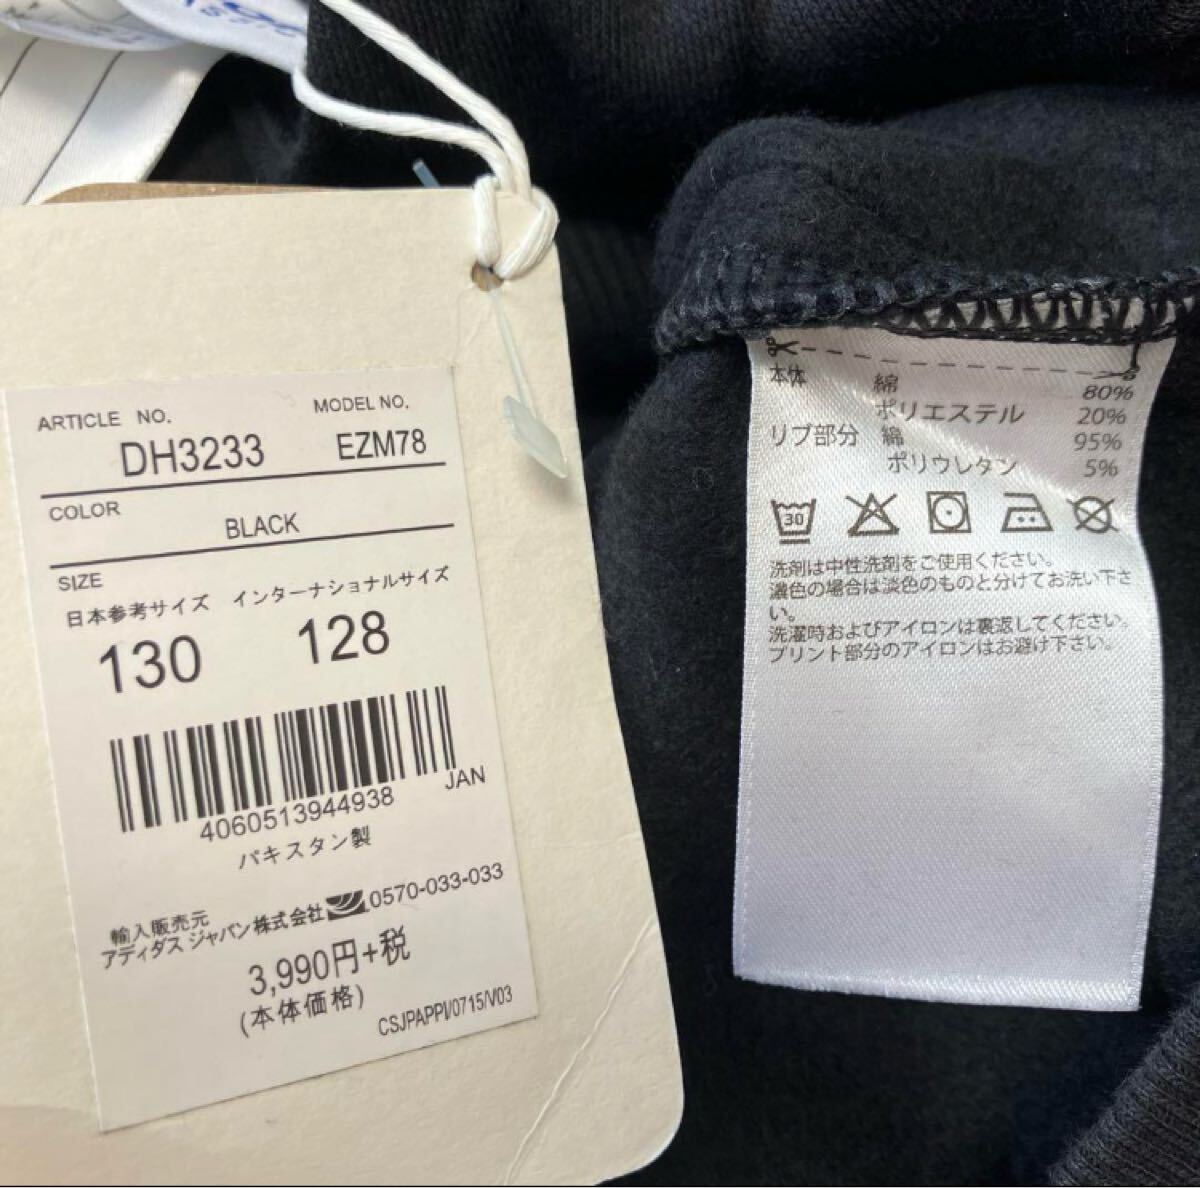 ARTICLE NO. MODEL NO.
DH3233 EZM78
COLOR
BLACK
SIZE
日本参考サイズ インターナショナルサイズ
130 128
4060513944938 JAN
パキスタン製
輸入販売元
アディダス ジャパン株式会社 0570-033-033
3,990円+税
(本体価格)
CSJPAPPI/0715/V03
本体 綿 80%
ポリエステル 20%
リブ部分 綿 95%
ポリウレタン 5%
30
洗剤は中性洗剤をご使用ください。
濃色の場合は淡色のものと分けてお洗い下さ
い。
洗濯時およびアイロンは裏返してください。
プリント部分のアイロンはお避け下さい。